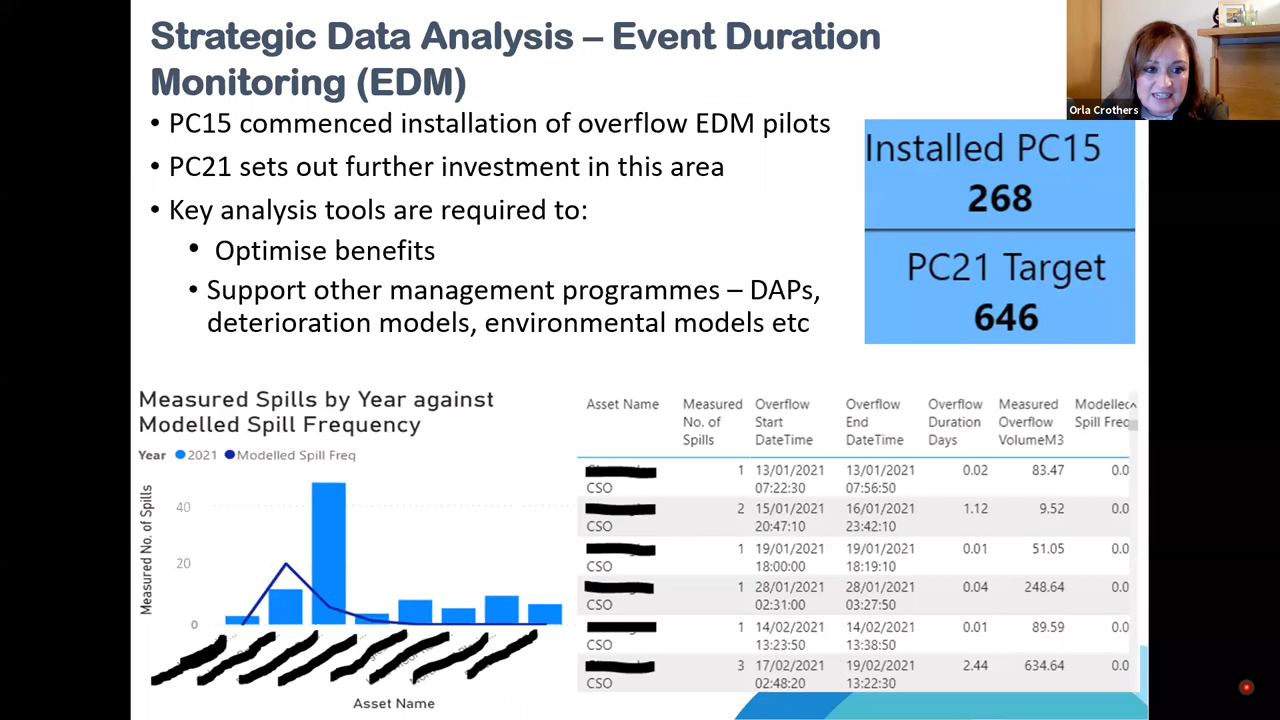 Strategic Data Analysis – Event Duration
Monitoring (EDM)
Orla Crothers
• PC15 commenced installation of overflow EDM pilots
• PC21 sets out further investment in this area
• Key analysis tools are required to:
• Optimise benefits
• Support other management programmes – DAPs,
deterioration models, environmental models etc
Installed PC15
268
PC21 Target
646
Measured Spills by Year against
Modelled Spill Frequency
Year 2021 Modelled Spill Freq
Measured No. of Spills
40
20
0
Asset Name
Asset Name Measured No. of Spills Overflow Start DateTime Overflow End DateTime Overflow Duration Days Measured Overflow VolumeM3 Modelled Spill Freq
CSO 1 13/01/2021 07:22:30 13/01/2021 07:56:50 0.02 83.47 0.0
CSO 2 15/01/2021 20:47:10 16/01/2021 23:42:10 1.12 9.52 0.0
CSO 1 19/01/2021 18:00:00 19/01/2021 18:19:10 0.01 51.05 0.0
CSO 1 28/01/2021 02:31:00 28/01/2021 03:27:50 0.04 248.64 0.0
CSO 1 14/02/2021 13:23:50 14/02/2021 13:38:50 0.01 89.59 0.0
CSO 3 17/02/2021 02:48:20 19/02/2021 13:22:30 2.44 634.64 0.0